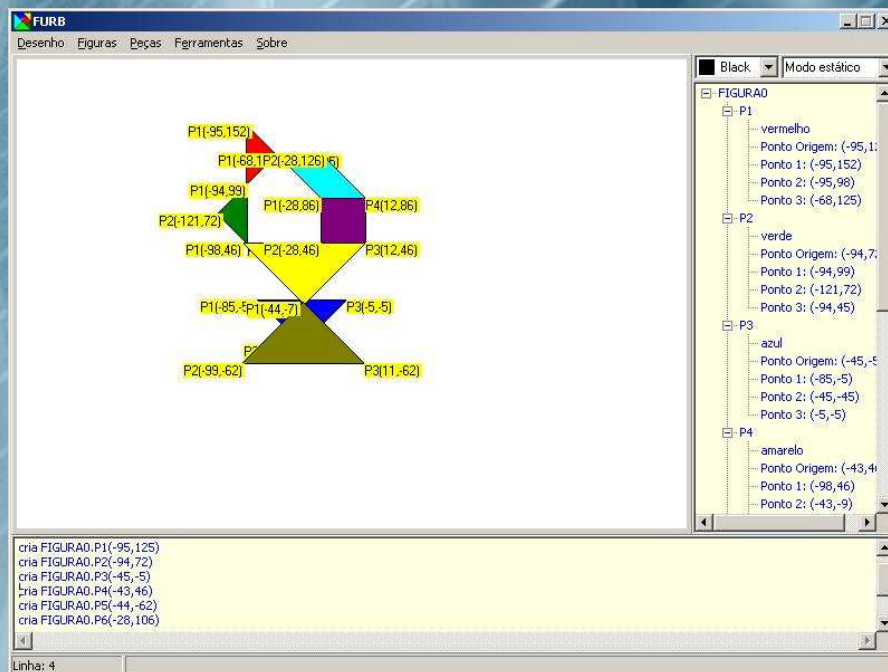 FURB
Desenho Figuras Peças Ferramentas Sobre
Black Modo estático
P1(-95,152)
P1(-68,1 P2(-28,126) 5)
P1(-94,99)
P1(-28,86) P4(12,86)
P2(-121,72)
P1(-98,46) P2(-28,46) P3(12,46)
P1(-85,-5 P1(-44,-7) P3(-5,-5)
P2(-99,-62) P3(11,-62)
FIGURA0
P1
vermelho
Ponto Origem: (-95,12
Ponto 1: (-95,152)
Ponto 2: (-95,98)
Ponto 3: (-68,125)
P2
verde
Ponto Origem: (-94,72
Ponto 1: (-94,99)
Ponto 2: (-121,72)
Ponto 3: (-94,45)
P3
azul
Ponto Origem: (-45,-5
Ponto 1: (-85,-5)
Ponto 2: (-45,-45)
Ponto 3: (-5,-5)
P4
amarelo
Ponto Origem: (-43,46
Ponto 1: (-98,46)
Ponto 2: (-43,-9)
cria FIGURA0.P1(-95,125)
cria FIGURA0.P2(-94,72)
cria FIGURA0.P3(-45,-5)
cria FIGURA0.P4(-43,46)
cria FIGURA0.P5(-44,-62)
cria FIGURA0.P6(-28,106)
Linha: 4